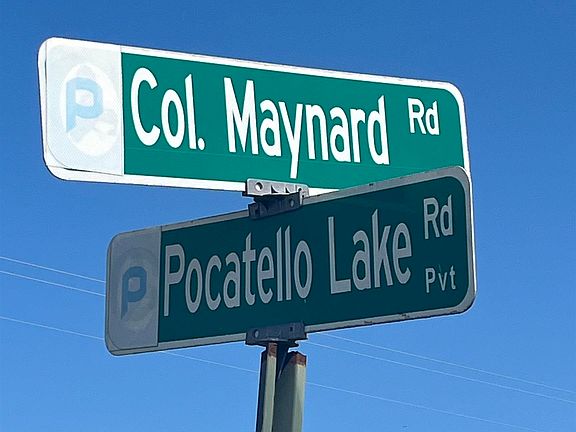 P
Col. Maynard Rd
P
Pocatello Lake Rd
Pvt